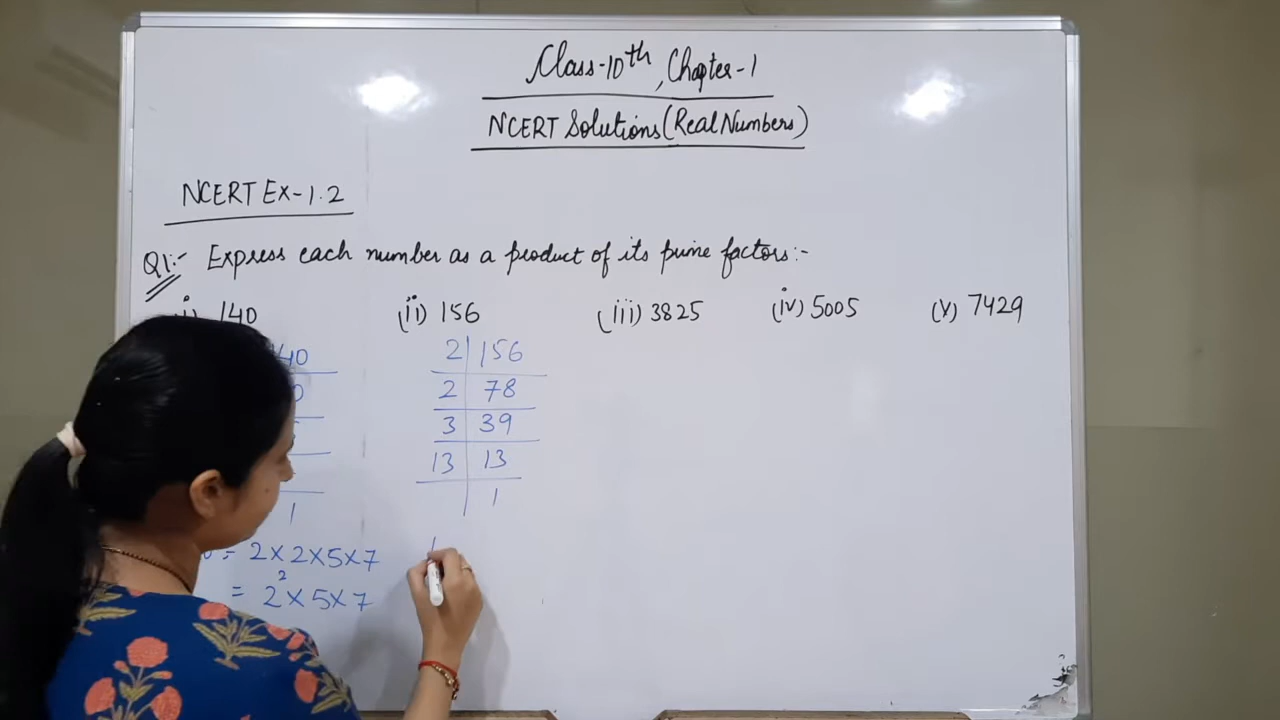 Class-10th, Chapter-1
NCERT Solutions (Real Numbers)
NCERT Ex-1.2
Q1:- Express each number as a product of its prime factors:-
(i) 140 (ii) 156 (iii) 3825 (iv) 5005 (v) 7429
2 | 156
2 | 78
3 | 39
13 | 13
1 1
= 2×2×5×7
= 2²×5×7